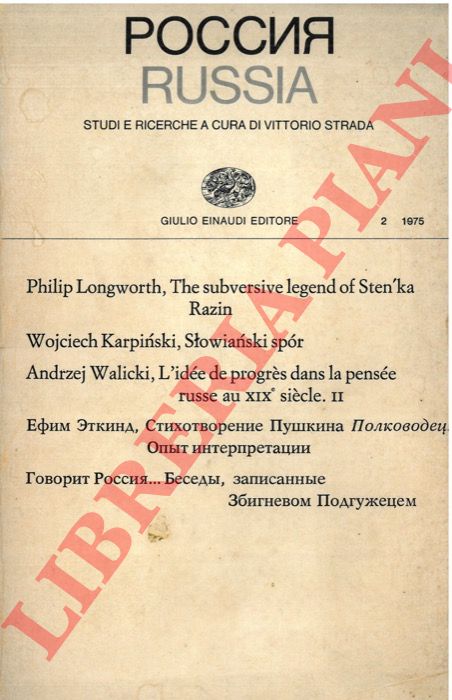 РОССИЯ
RUSSIA
STUDI E RICERCHE A CURA DI VITTORIO STRADA
GIULIO EINAUDI EDITORE 2 1975
Philip Longworth, The subversive legend of Sten'ka
Razin
Wojciech Karpiński, Słowiański spór
Andrzej Walicki, L'idée de progrès dans la pensée
russe au XIXᵉ siècle. II
Ефим Эткинд, Стихотворение Пушкина Полководец.
Опыт интерпретации
Говорит Россия... Беседы, записанные
Збигневом Подгужецем
LIBRERIA PIANI